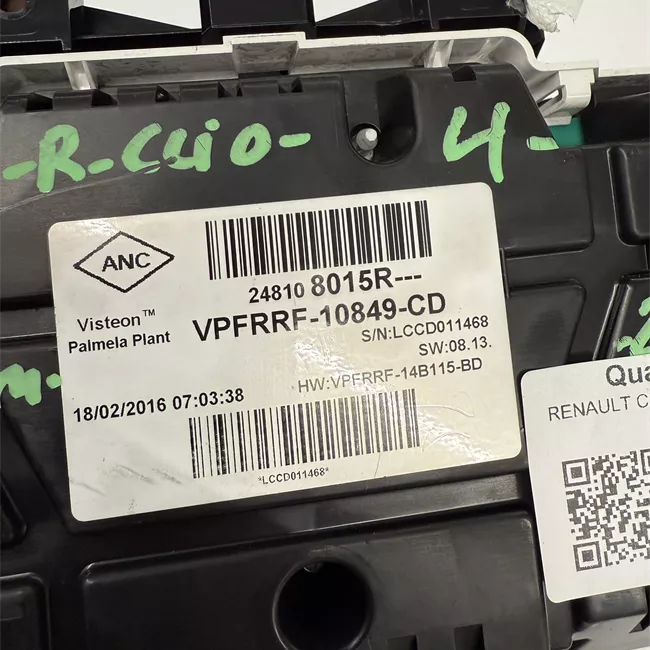 -R-CLIO- 4-
ANC
Visteon™
Palmela Plant
24810 8015R---
VPFRRF-10849-CD
S/N:LCCD011468
SW:08.13.
HW:VPFRRF-14B115-BD
18/02/2016 07:03:38
*LCCD011468*
Qua
RENAULT C